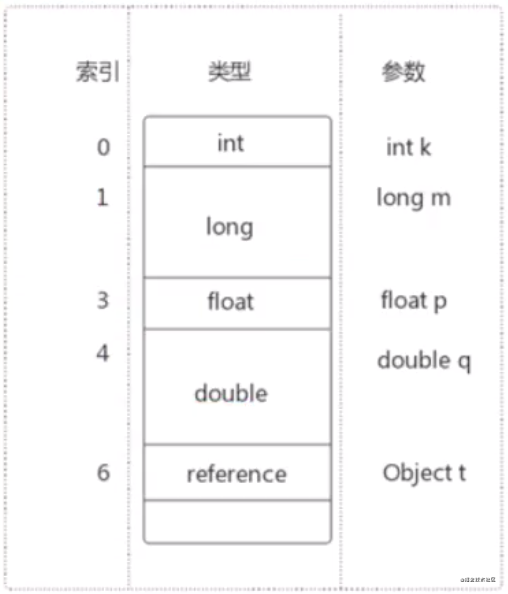 索引 类型 参数
0 int int k
1 long m
long
3 float float p
4 double q
double
6 reference Object t